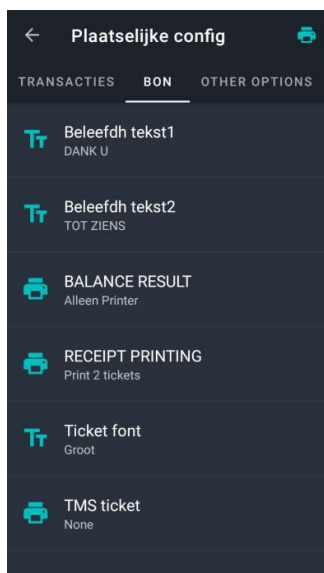 Plaatselijke config
TRANSACTIES BON OTHER OPTIONS
Beleefdh tekst1
DANK U
Beleefdh tekst2
TOT ZIENS
BALANCE RESULT
Alleen Printer
RECEIPT PRINTING
Print 2 tickets
Ticket font
Groot
TMS ticket
None